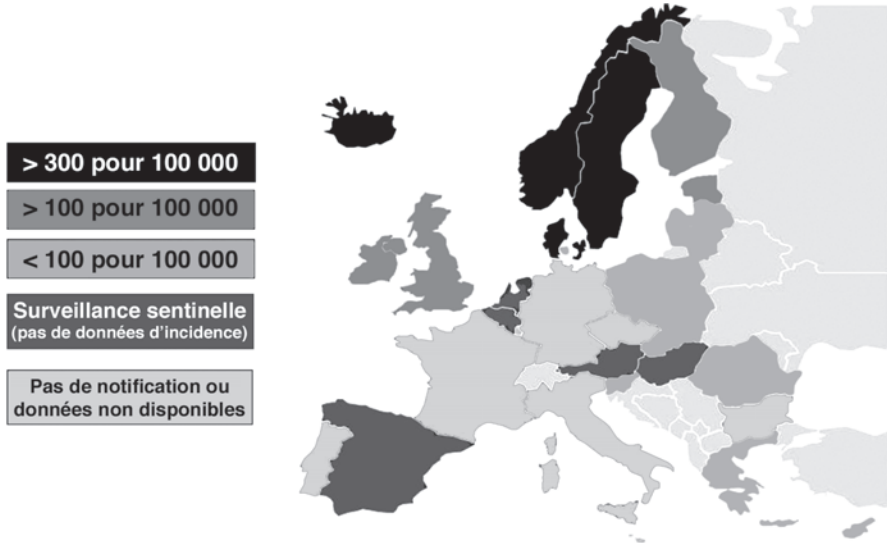 > 300 pour 100 000
> 100 pour 100 000
< 100 pour 100 000
Surveillance sentinelle
(pas de données d'incidence)
Pas de notification ou
données non disponibles